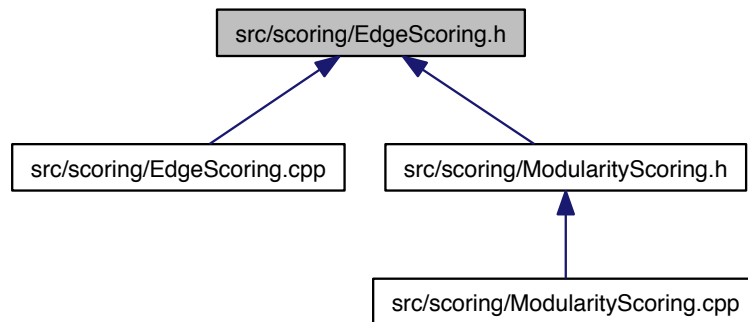 src/scoring/EdgeScoring.h
src/scoring/EdgeScoring.cpp
src/scoring/ModularityScoring.h
src/scoring/ModularityScoring.cpp